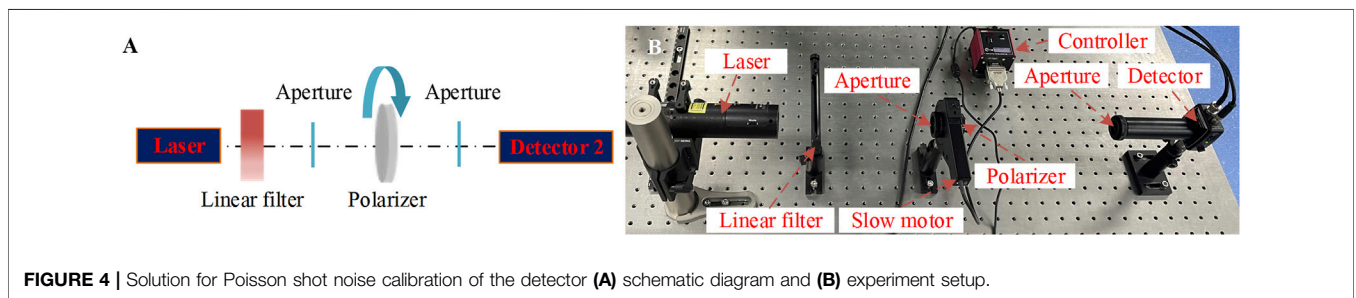 A
Aperture
Aperture
Laser
Detector 2
Linear filter
Polarizer
B
Laser
Aperture
Controller
Aperture
Detector
Polarizer
Linear filter
Slow motor
FIGURE 4 | Solution for Poisson shot noise calibration of the detector (A) schematic diagram and (B) experiment setup.